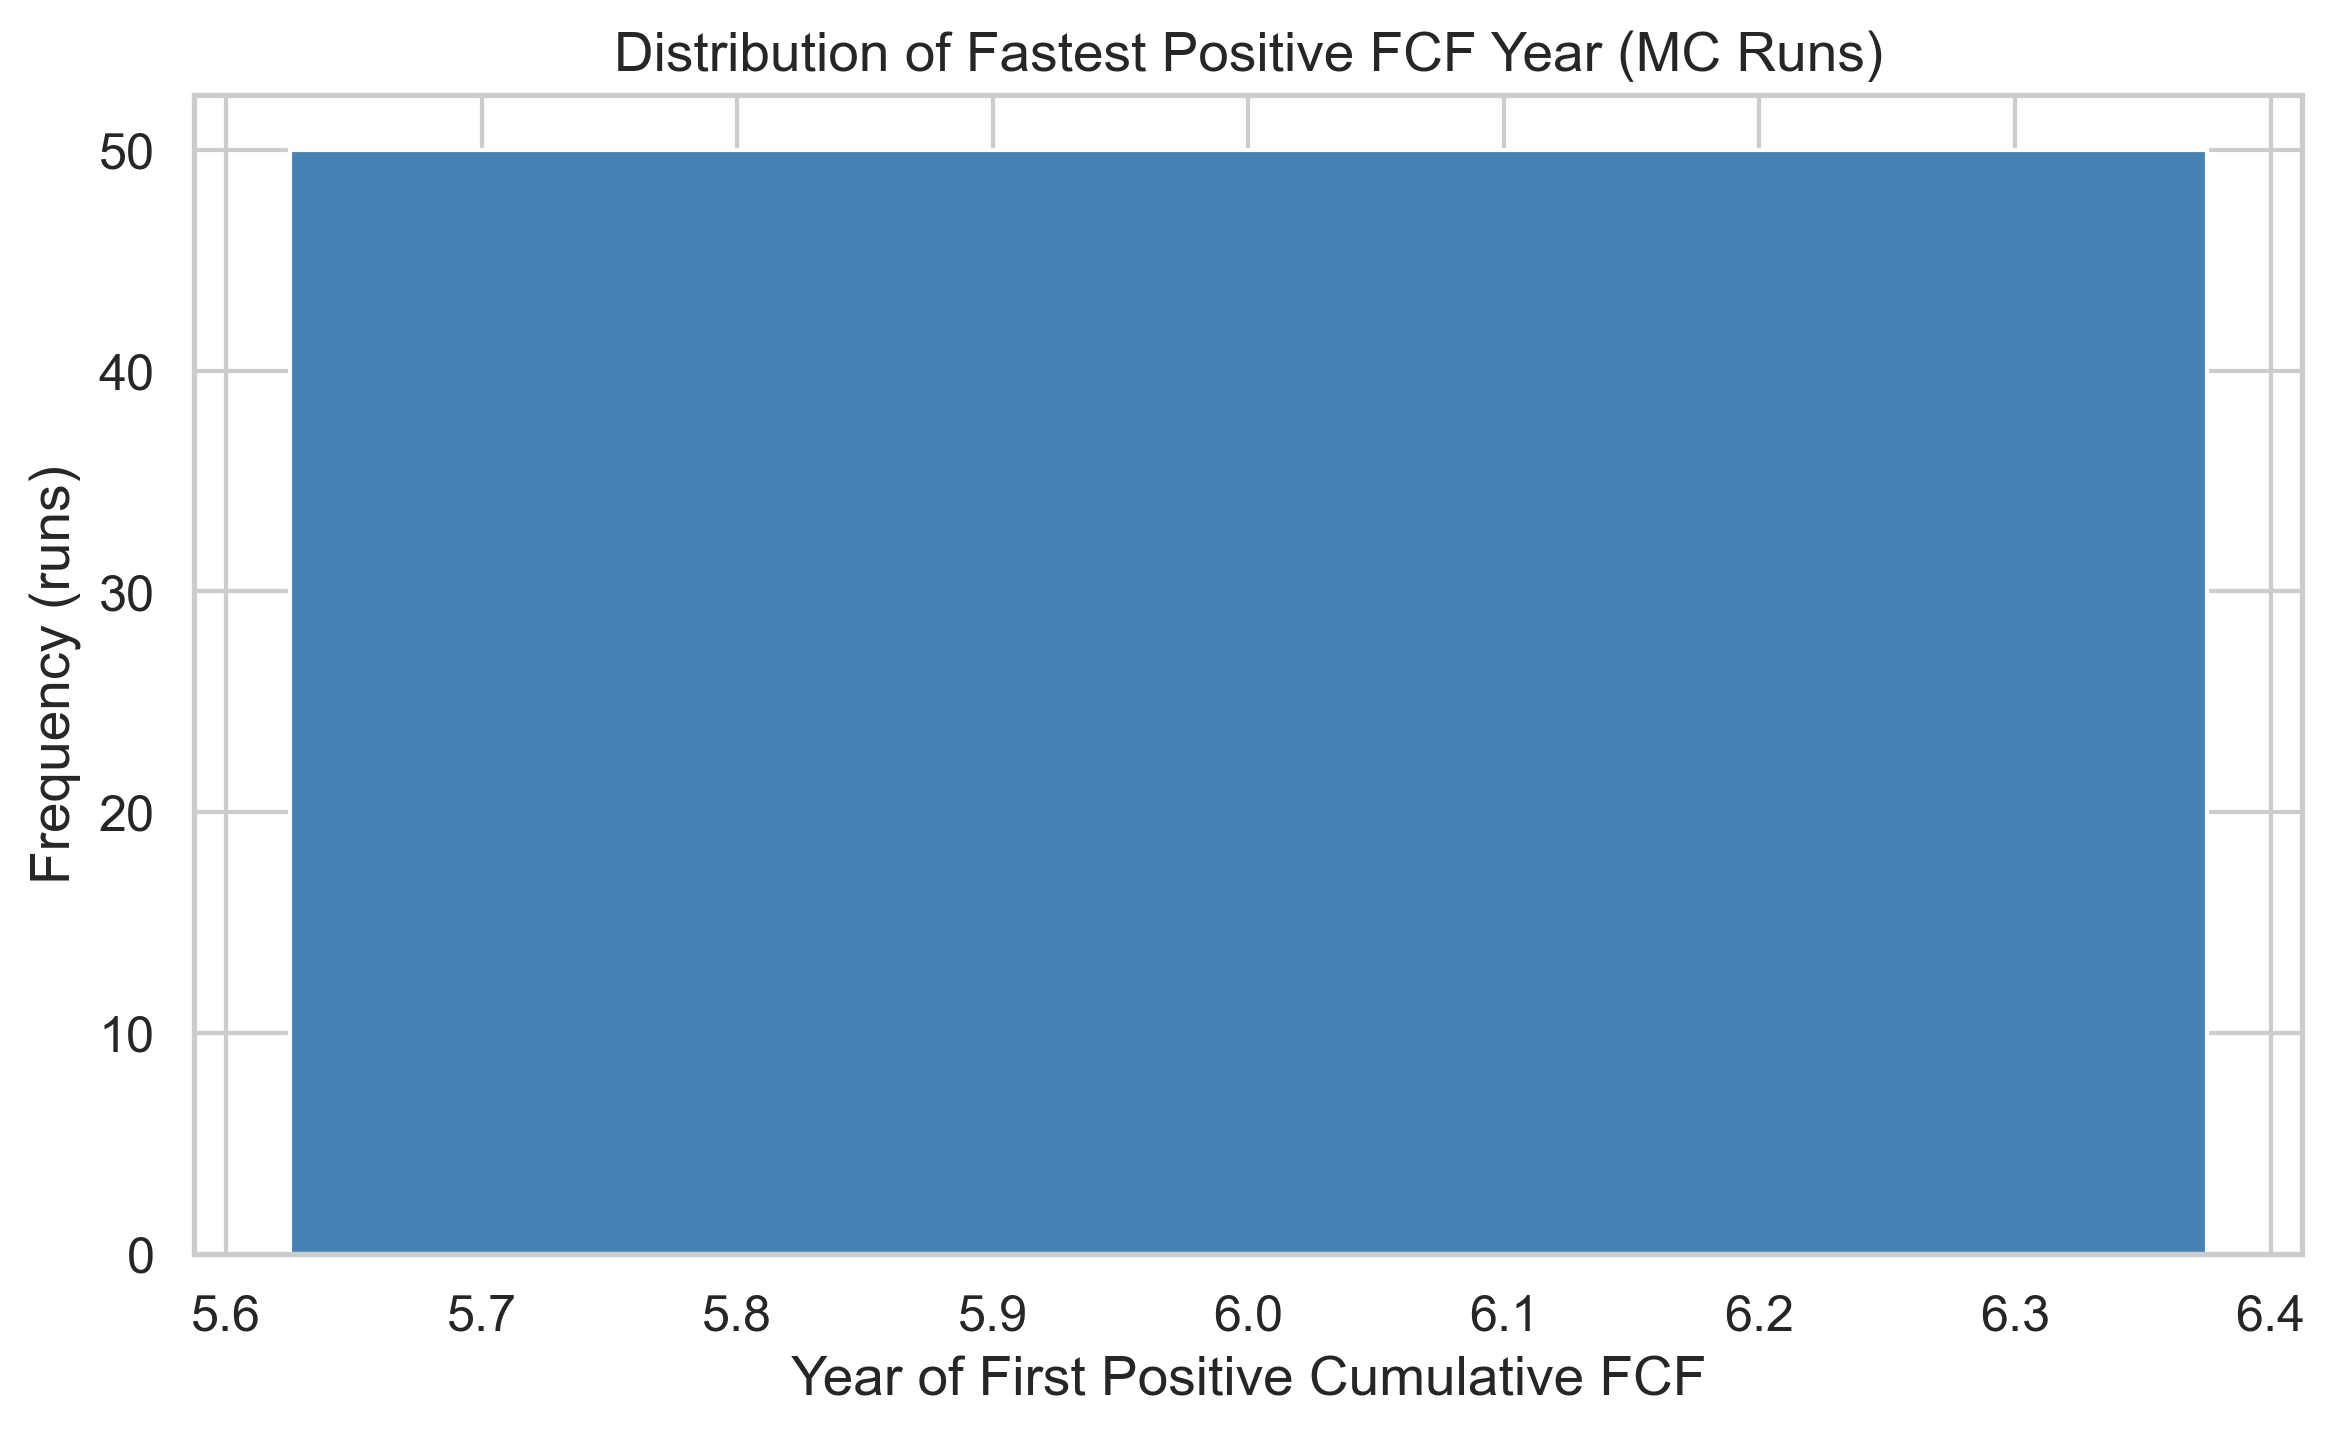 Distribution of Fastest Positive FCF Year (MC Runs)
Frequency (runs)
50
40
30
20
10
0
5.6 5.7 5.8 5.9 6.0 6.1 6.2 6.3 6.4
Year of First Positive Cumulative FCF